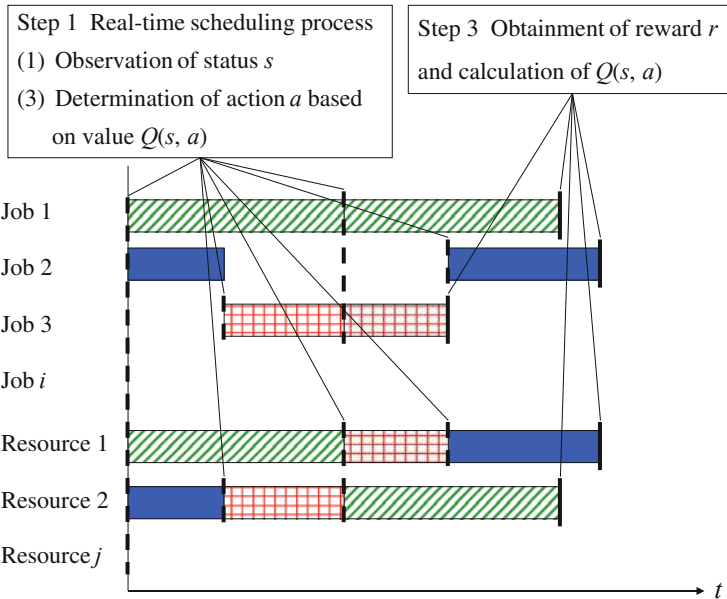 Step 1 Real-time scheduling process
(1) Observation of status s
(3) Determination of action a based
on value Q(s, a)
Step 3 Obtainment of reward r
and calculation of Q(s, a)
Job 1
Job 2
Job 3
Job i
Resource 1
Resource 2
Resource j
t